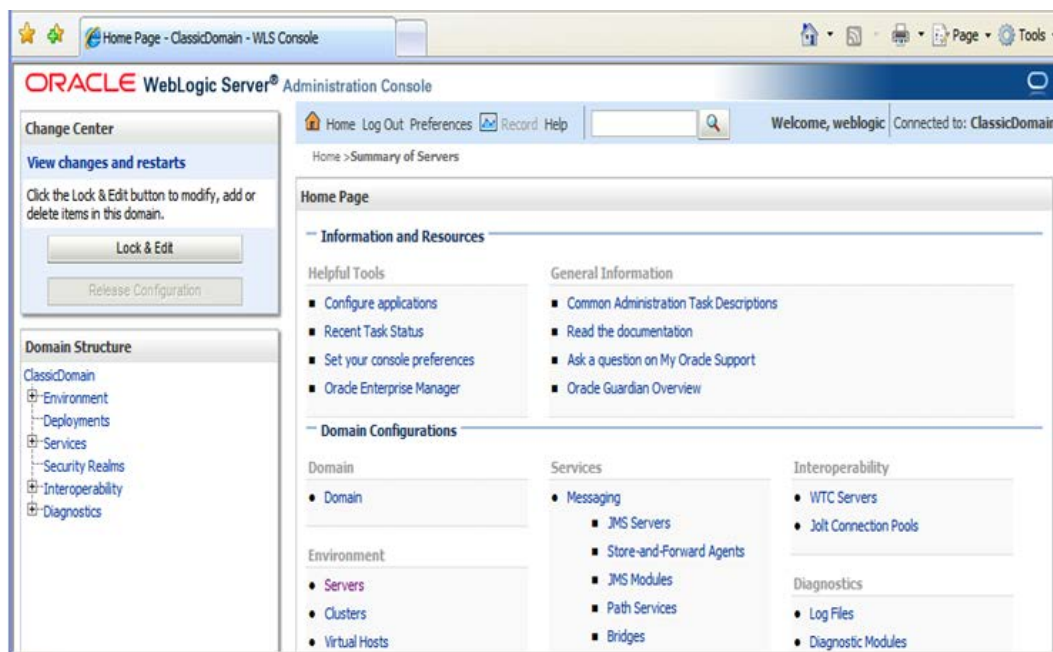 Home Page - ClassicDomain - WLS Console
Page
Tools
ORACLE WebLogic Server® Administration Console
Change Center
View changes and restarts
Click the Lock & Edit button to modify, add or
delete items in this domain.
Lock & Edit
Release Configuration
Domain Structure
ClassicDomain
Environment
Deployments
Services
Security Realms
Interoperability
Diagnostics
Home Log Out Preferences Record Help
Welcome, weblogic Connected to: ClassicDomain
Home >Summary of Servers
Home Page
Information and Resources
Helpful Tools
Configure applications
Recent Task Status
Set your console preferences
Oracle Enterprise Manager
General Information
Common Administration Task Descriptions
Read the documentation
Ask a question on My Oracle Support
Oracle Guardian Overview
Domain Configurations
Domain
Domain
Environment
Servers
Clusters
Virtual Hosts
Services
Messaging
JMS Servers
Store-and-Forward Agents
JMS Modules
Path Services
Bridges
Interoperability
WTC Servers
Jolt Connection Pools
Diagnostics
Log Files
Diagnostic Modules